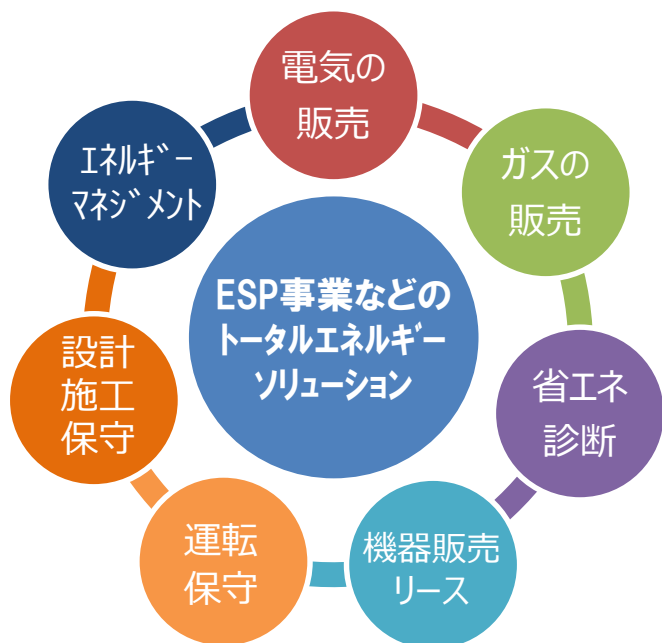 電気の
販売
ガスの
販売
省エネ
診断
機器販売
リース
運転
保守
設計
施工
保守
ｴﾈﾙｷﾞｰ
ﾏﾈｼﾞﾒﾝﾄ
ESP事業などの
トータルエネルギー
ソリューション